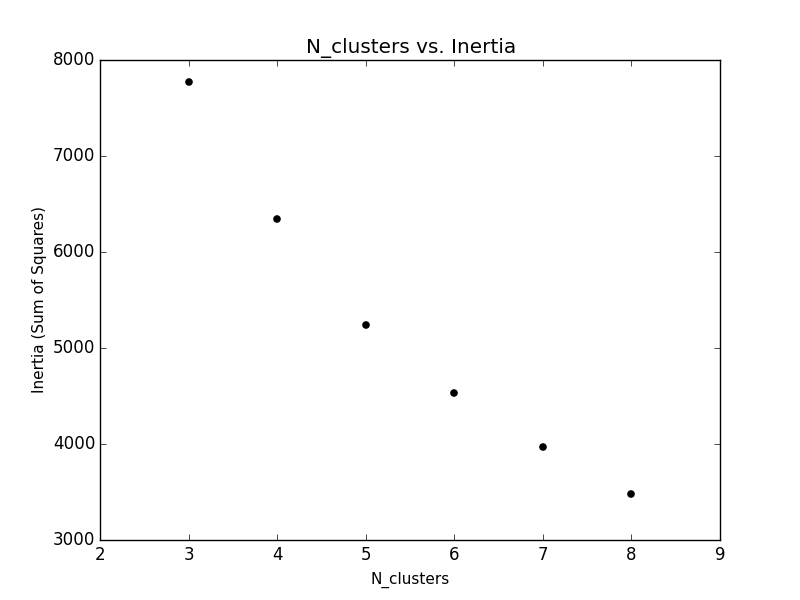 N_clusters vs. Inertia
8000
7000
6000
5000
4000
3000
Inertia (Sum of Squares)
2 3 4 5 6 7 8 9
N_clusters